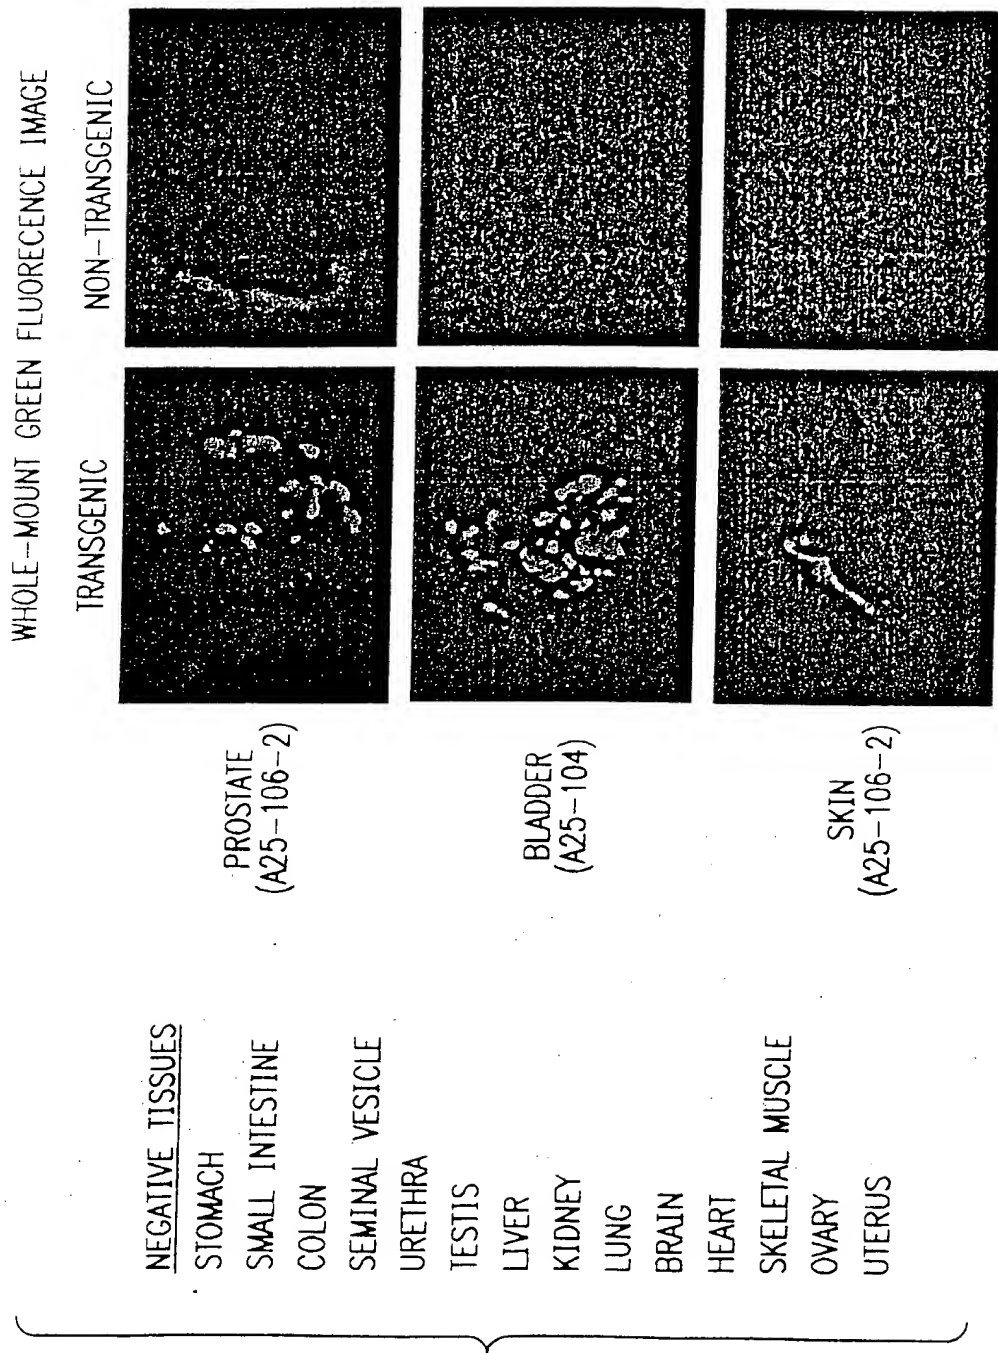 WHOLE-MOUNT GREEN FLUORECENCE IMAGE
TRANSGENIC
NON-TRANSGENIC
PROSTATE
(A25-106-2)
BLADDER
(A25-104)
SKIN
(A25-106-2)
NEGATIVE TISSUES
STOMACH
SMALL INTESTINE
COLON
SEMINAL VESICLE
URETHRA
TESTIS
LIVER
KIDNEY
LUNG
BRAIN
HEART
SKELETAL MUSCLE
OVARY
UTERUS